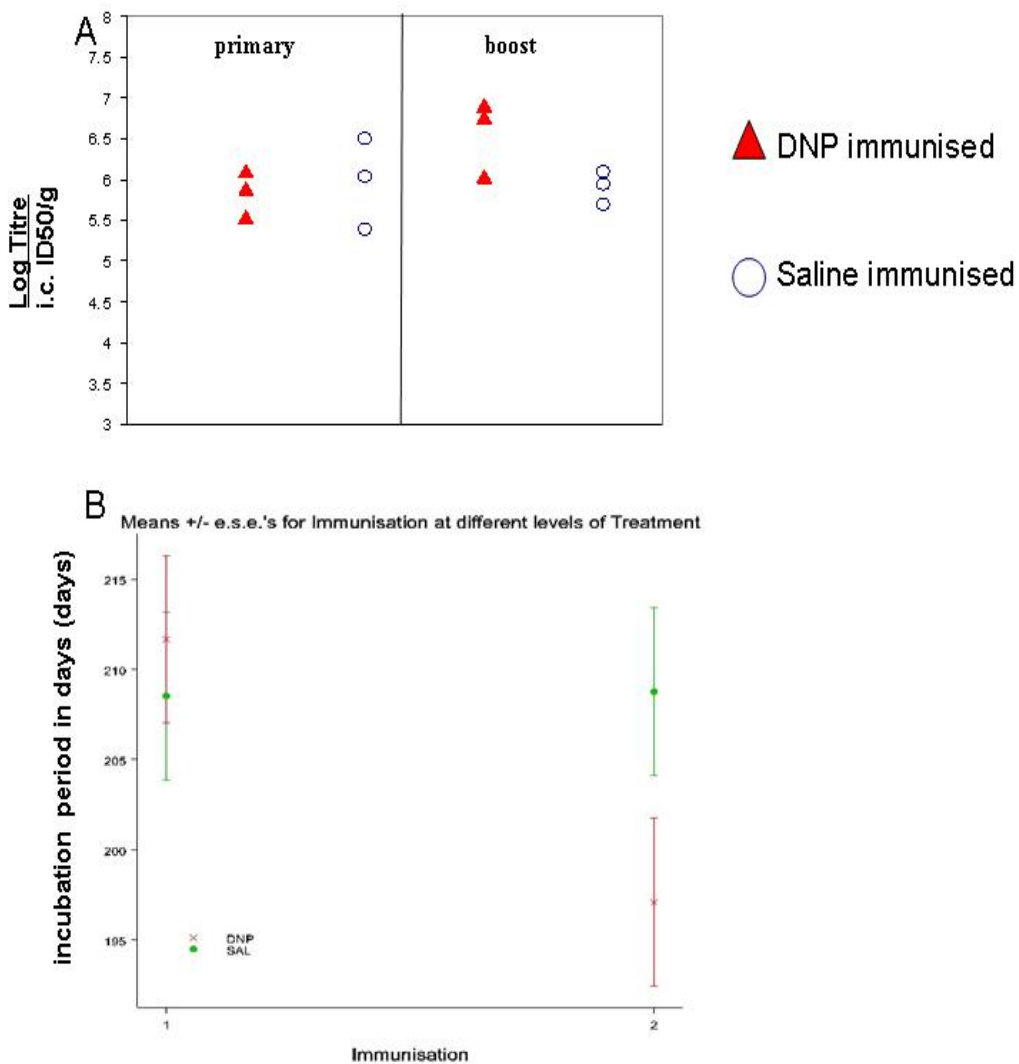 A
primary
boost
8
7.5
7
6.5
6
5.5
5
4.5
4
3.5
3
Log Titre
i.c. ID50/g
DNP immunised
Saline immunised
B
Means +/- e.s.e.'s for Immunisation at different levels of Treatment
incubation period in days (days)
215
210
205
200
195
DNP
SAL
1
2
Immunisation